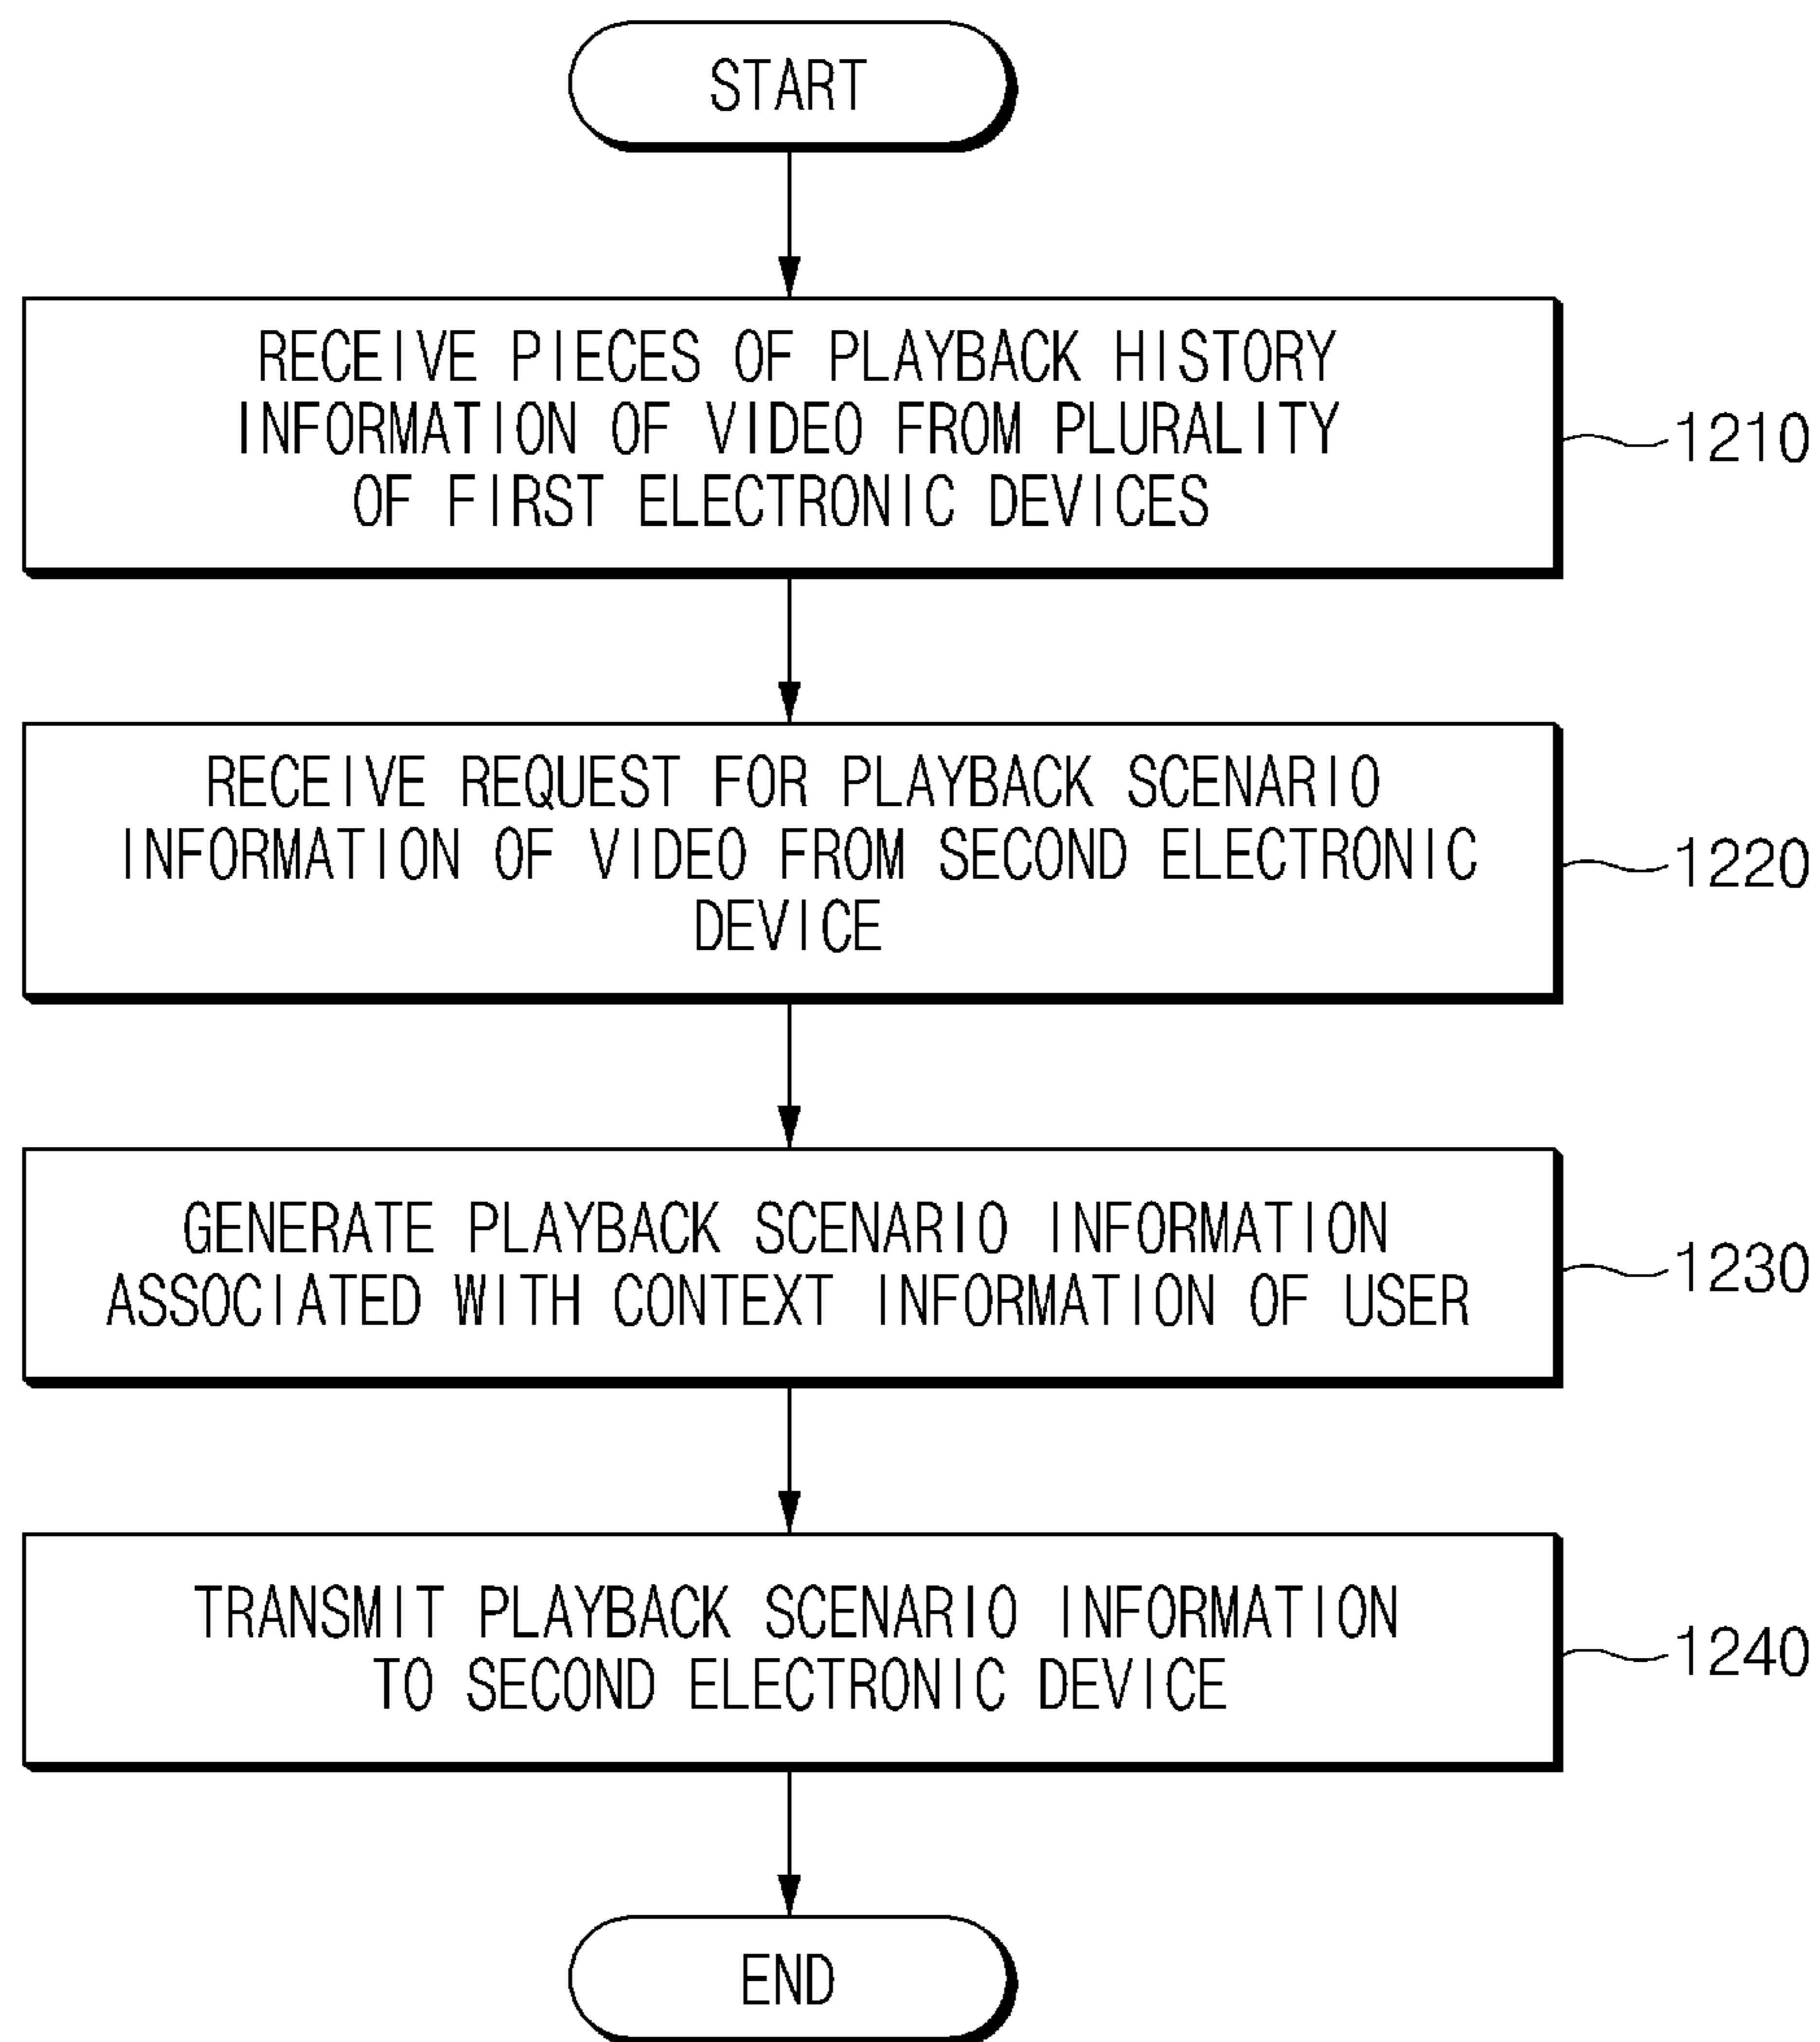 START
RECEIVE PIECES OF PLAYBACK HISTORY
INFORMATION OF VIDEO FROM PLURALITY
OF FIRST ELECTRONIC DEVICES
1210
RECEIVE REQUEST FOR PLAYBACK SCENARIO
INFORMATION OF VIDEO FROM SECOND ELECTRONIC
DEVICE
1220
GENERATE PLAYBACK SCENARIO INFORMATION
ASSOCIATED WITH CONTEXT INFORMATION OF USER
1230
TRANSMIT PLAYBACK SCENARIO INFORMATION
TO SECOND ELECTRONIC DEVICE
1240
END